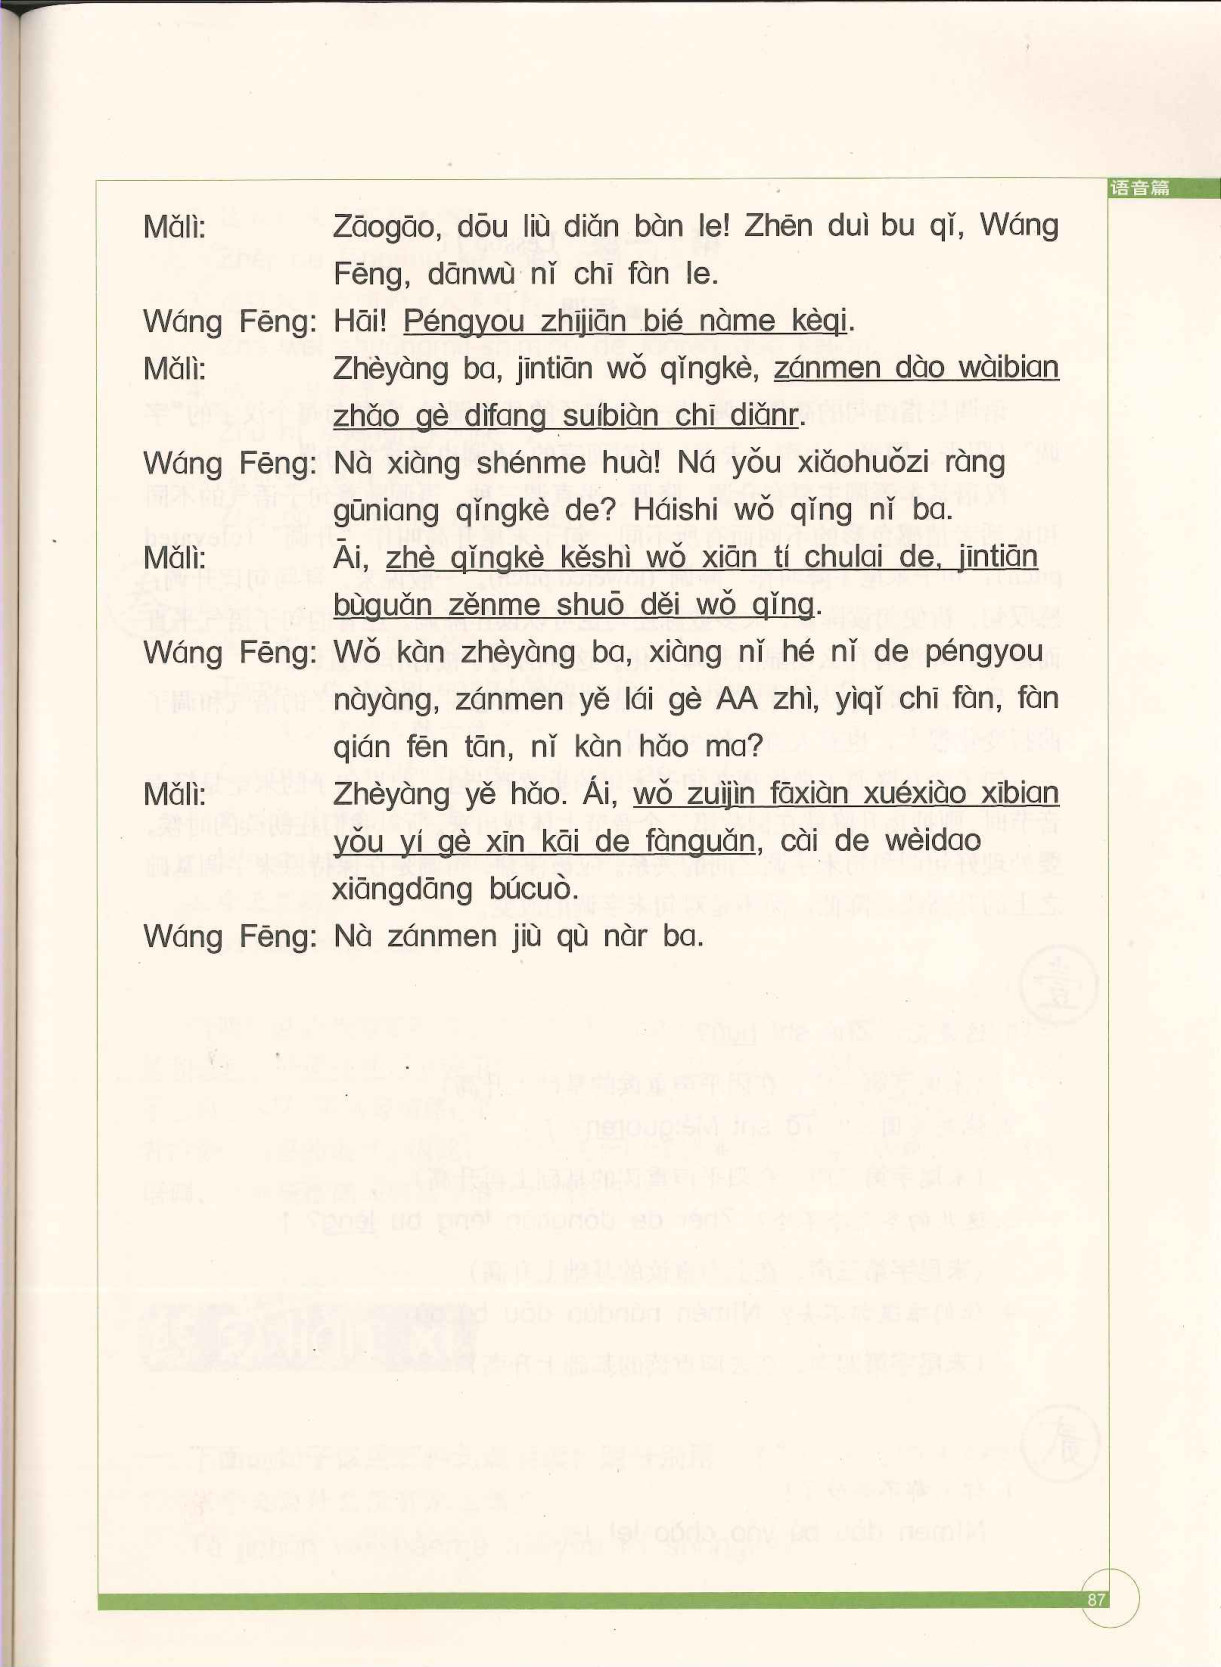 语音篇
Mǎlì: Zāogāo, dōu liù diǎn bàn le! Zhēn duì bu qǐ, Wáng
Fēng, dānwù nǐ chī fàn le.
Wáng Fēng: Hāi! Péngyou zhījiān bié nàme kèqi.
Mǎlì: Zhèyàng ba, jīntiān wǒ qǐngkè, zánmen dào wàibian
zhǎo gè dìfang suíbiàn chī diǎnr.
Wáng Fēng: Nà xiàng shénme huà! Ná yǒu xiǎohuǒzi ràng
gūniang qǐngkè de? Háishi wǒ qǐng nǐ ba.
Mǎlì: Āi, zhè qǐngkè kěshì wǒ xiān tí chulai de, jīntiān
bùguǎn zěnme shuō děi wǒ qǐng.
Wáng Fēng: Wǒ kàn zhèyàng ba, xiàng nǐ hé nǐ de péngyou
nàyàng, zánmen yě lái gè AA zhì, yìqǐ chī fàn, fàn
qián fēn tān, nǐ kàn hǎo ma?
Mǎlì: Zhèyàng yě hǎo. Ái, wǒ zuìjìn fāxiàn xuéxiào xībian
yǒu yí gè xīn kāi de fànguǎn, cài de wèidao
xiāngdāng búcuò.
Wáng Fēng: Nà zánmen jiù qù nàr ba.
87